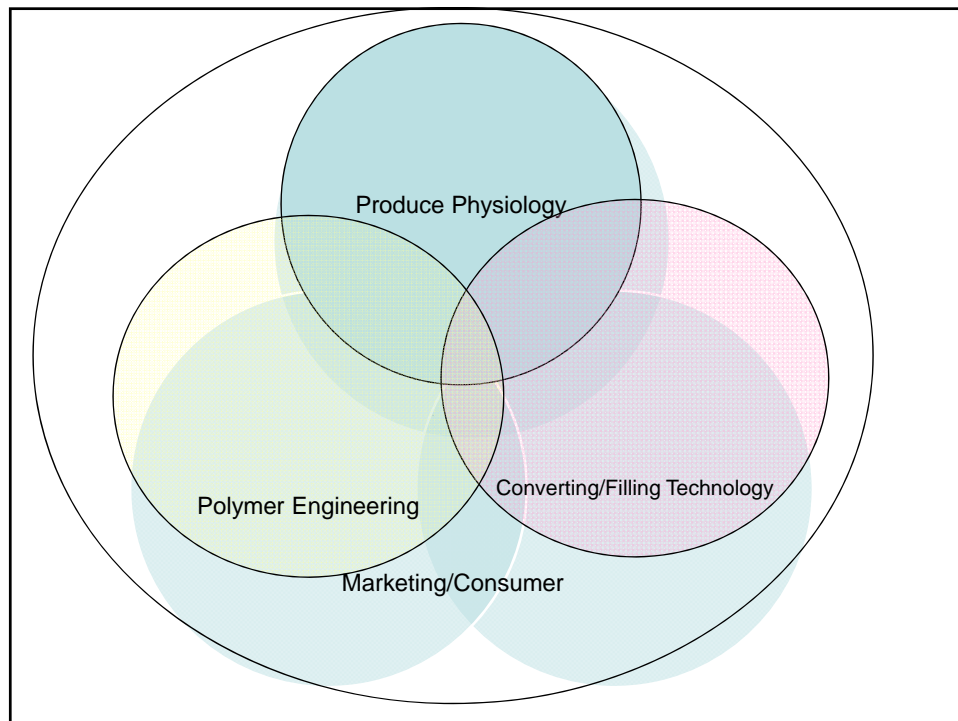 Produce Physiology
Converting/Filling Technology
Polymer Engineering
Marketing/Consumer